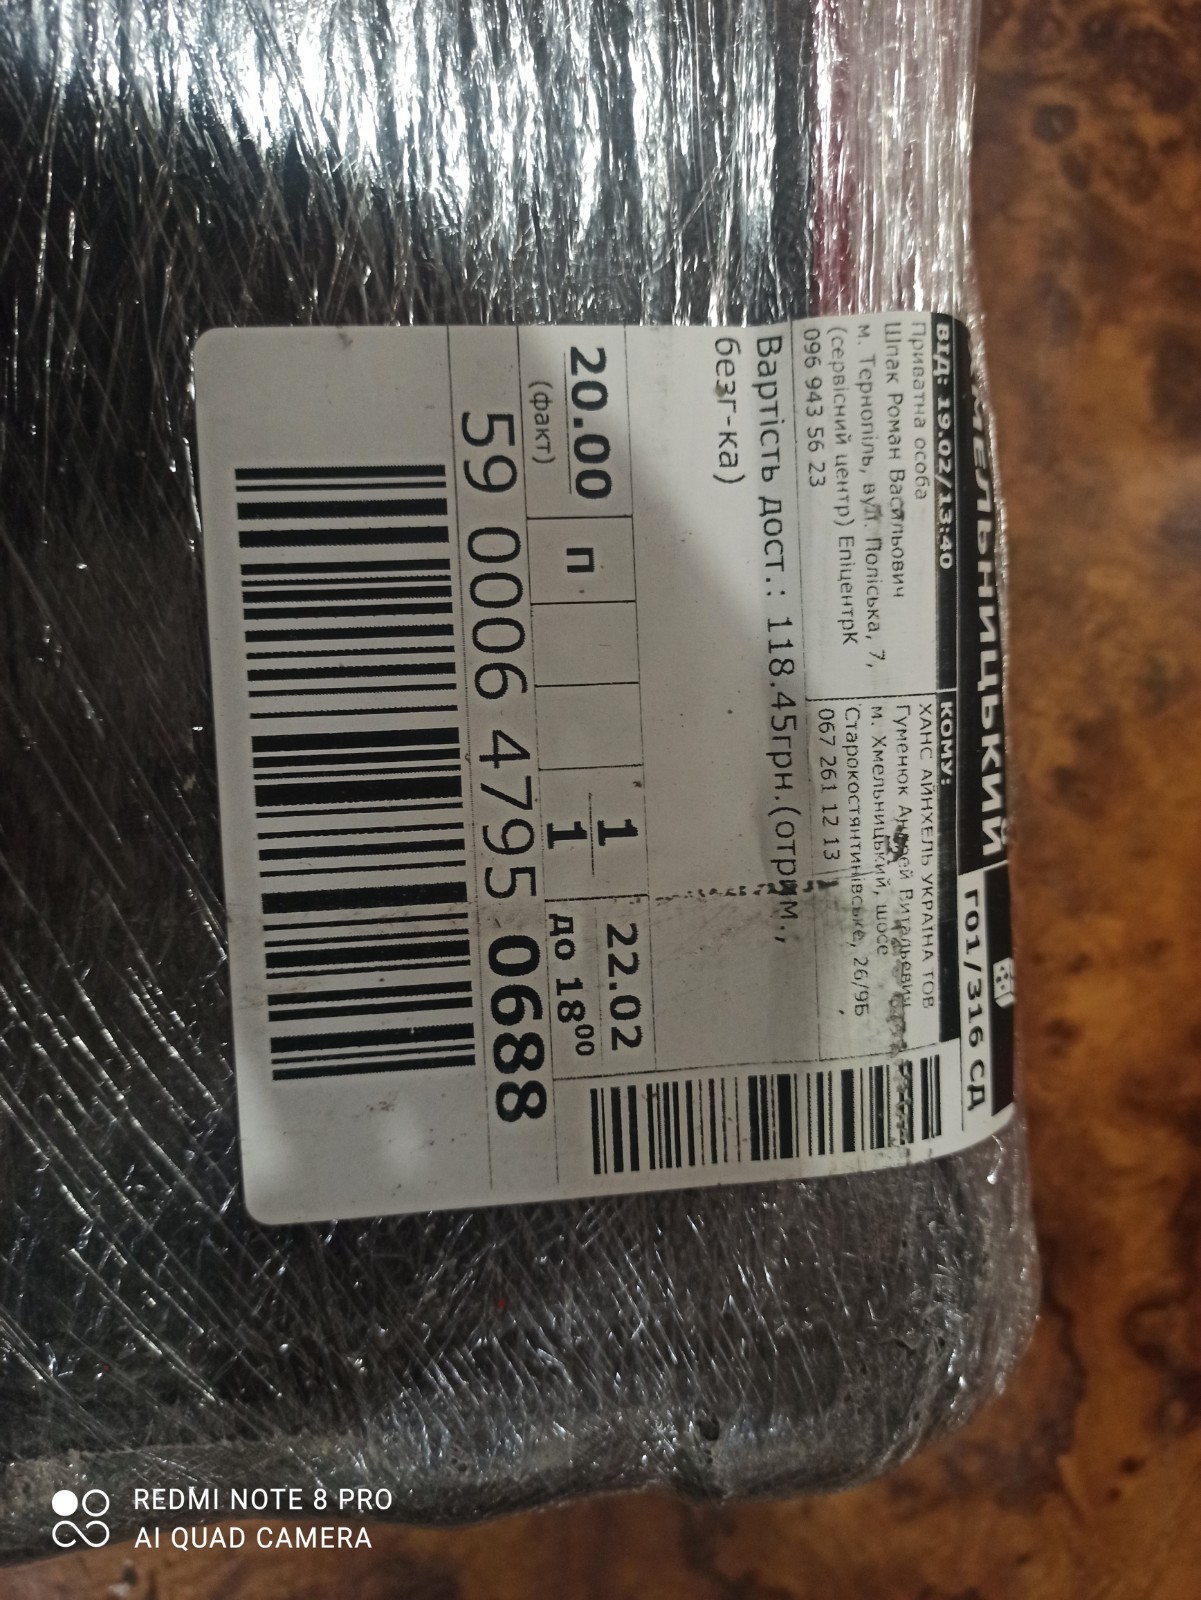 ХМЕЛЬНИЦЬКИЙ
Г01/316 СД
ВІД: 19.02/13:40
Приватна особа
Шпак Роман Васильович
м. Тернопіль, вул. Поліська, 7,
(сервісний центр) ЕпіцентрК
096 943 56 23
КОМУ:
ХАНС АЙНХЕЛЬ УКРАЇНА ТОВ
Гуменюк Андрей Витальевич
м. Хмельницький, шосе
Старокостянтинівське, 26/9Б
,
067 261 12 13
Вартість дост.: 118.45грн.(отрим.,
безг-ка)
20.00
(факт)
П
1
1
22.02
до 18⁰⁰
59 0006 4795 0688
REDMI NOTE 8 PRO
AI QUAD CAMERA